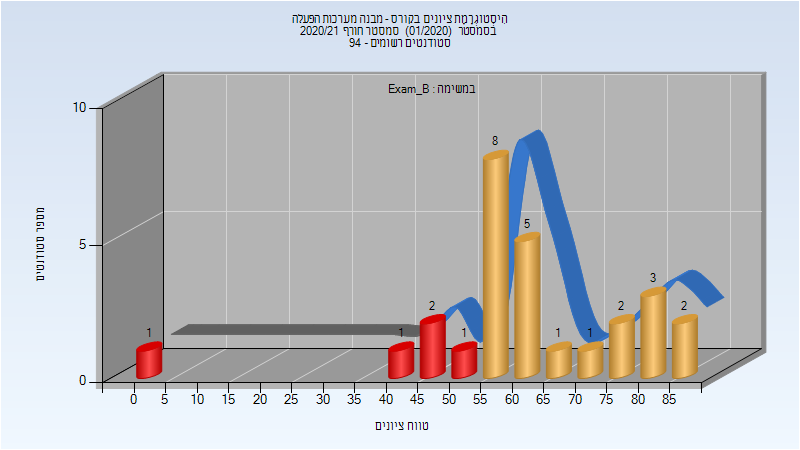 היסטוגרמת ציונים בקורס - מבנה מערכות הפעלה
בסמסטר (01/2020) סמסטר חורף 2020/21
סטודנטים רשומים - 94
במשימה : Exam_B
מספר סטודנטים
10
5
0
1
1
2
1
8
5
1
1
2
3
2
0 5 10 15 20 25 30 35 40 45 50 55 60 65 70 75 80 85
טווח ציונים